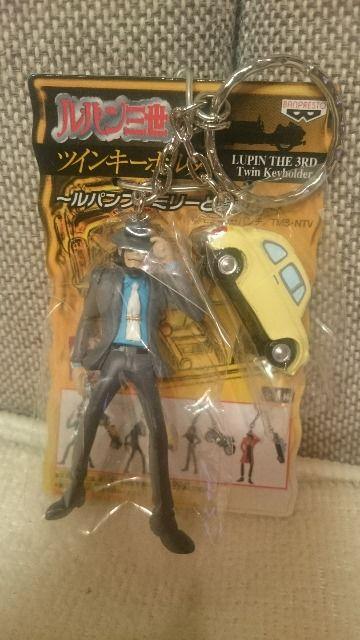 BANPRESTO
ルパン三世
ツインキーホル
LUPIN THE 3RD
Twin Keyholder
～ルパンファミリーと
TMS・NTV